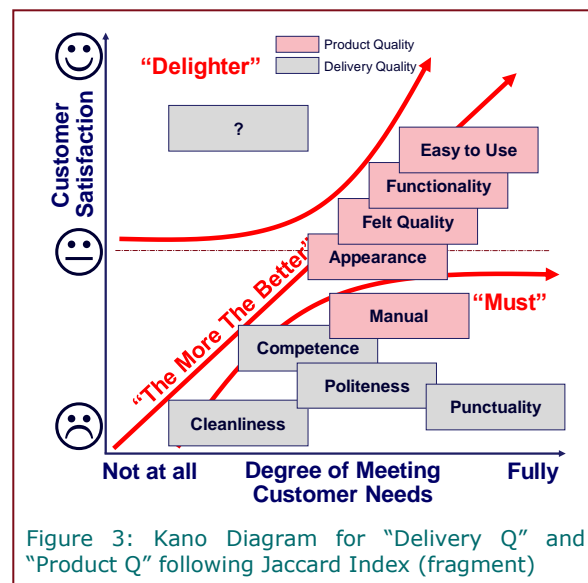 Customer
Satisfaction
“Delighter”
Product Quality
Delivery Quality
?
Easy to Use
Functionality
Felt Quality
Appearance
“The More The Better”
“Must”
Manual
Competence
Politeness
Punctuality
Cleanliness
Not at all
Degree of Meeting
Customer Needs
Fully
Figure 3: Kano Diagram for “Delivery Q” and
“Product Q” following Jaccard Index (fragment)